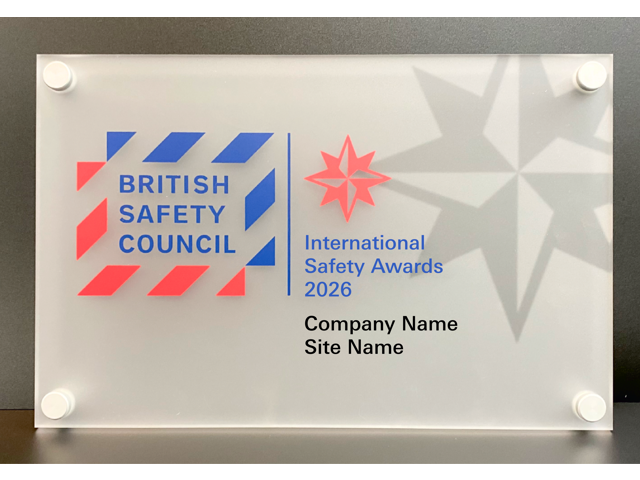 BRITISH
SAFETY
COUNCIL
International
Safety Awards
2026
Company Name
Site Name